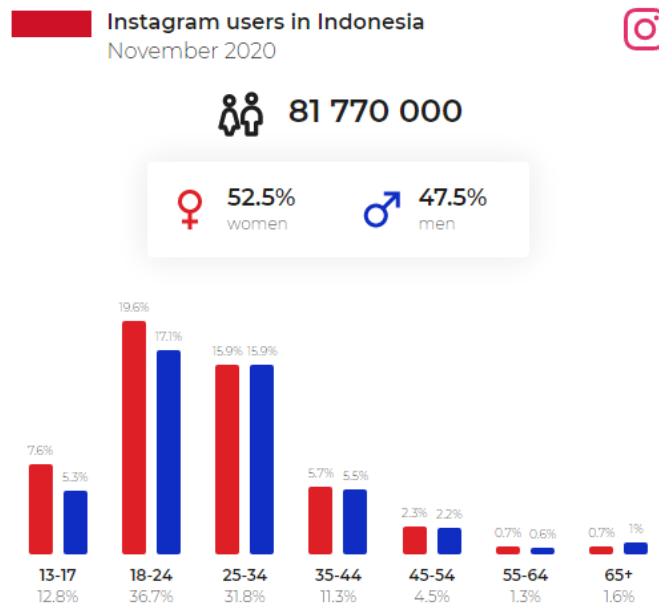 Instagram users in Indonesia
November 2020
81 770 000
52.5%
women
47.5%
men
19.6%
17.1%
15.9% 15.9%
7.6%
5.3%
5.7% 5.5%
2.3% 2.2%
0.7% 0.6%
0.7% 1%
13-17 18-24 25-34 35-44 45-54 55-64 65+
12.8% 36.7% 31.8% 11.3% 4.5% 1.3% 1.6%